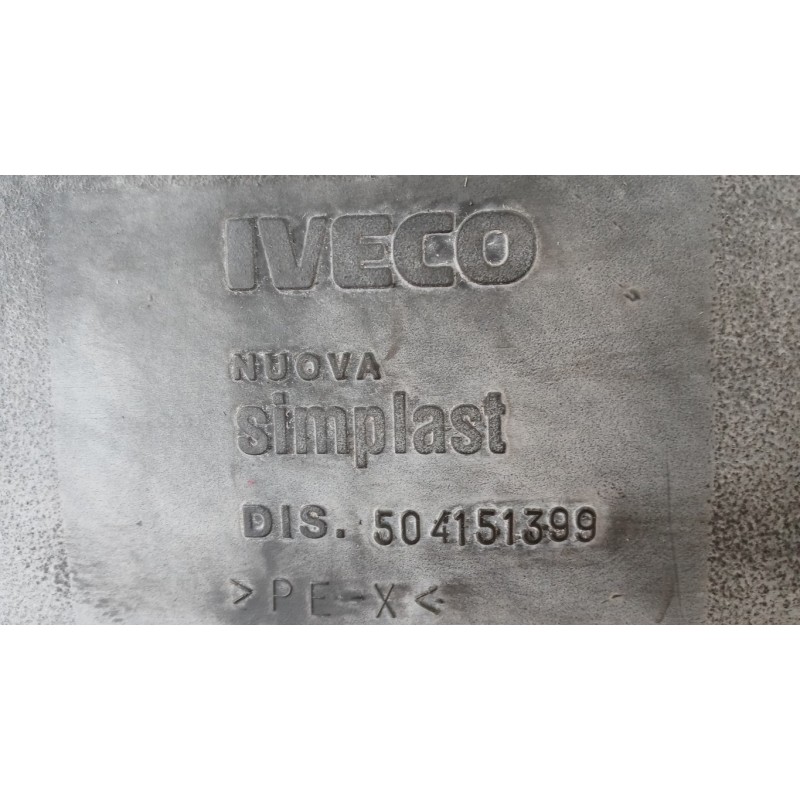 IVECO
NUOVA
simplast
DIS. 504151399
>PE-X<